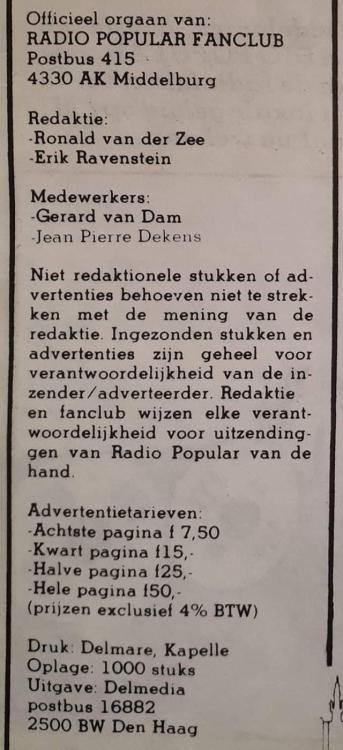 Officieel orgaan van:
RADIO POPULAR FANCLUB
Postbus 415
4330 AK Middelburg
Redaktie:
-Ronald van der Zee
-Erik Ravenstein
Medewerkers:
-Gerard van Dam
-Jean Pierre Dekens
Niet redaktionele stukken of ad-
vertenties behoeven niet te strek-
ken met de mening van de
redaktie. Ingezonden stukken en
advertenties zijn geheel voor
verantwoordelijkheid van de in-
zender/adverteerder. Redaktie
en fanclub wijzen elke verant-
woordelijkheid voor uitzending-
gen van Radio Popular van de
hand.
Advertentietarieven:
-Achtste pagina f 7,50
-Kwart pagina f15,-
-Halve pagina f25,-
-Hele pagina f50,-
(prijzen exclusief 4% BTW)
Druk: Delmare, Kapelle
Oplage: 1000 stuks
Uitgave: Delmedia
postbus 16882
2500 BW Den Haag